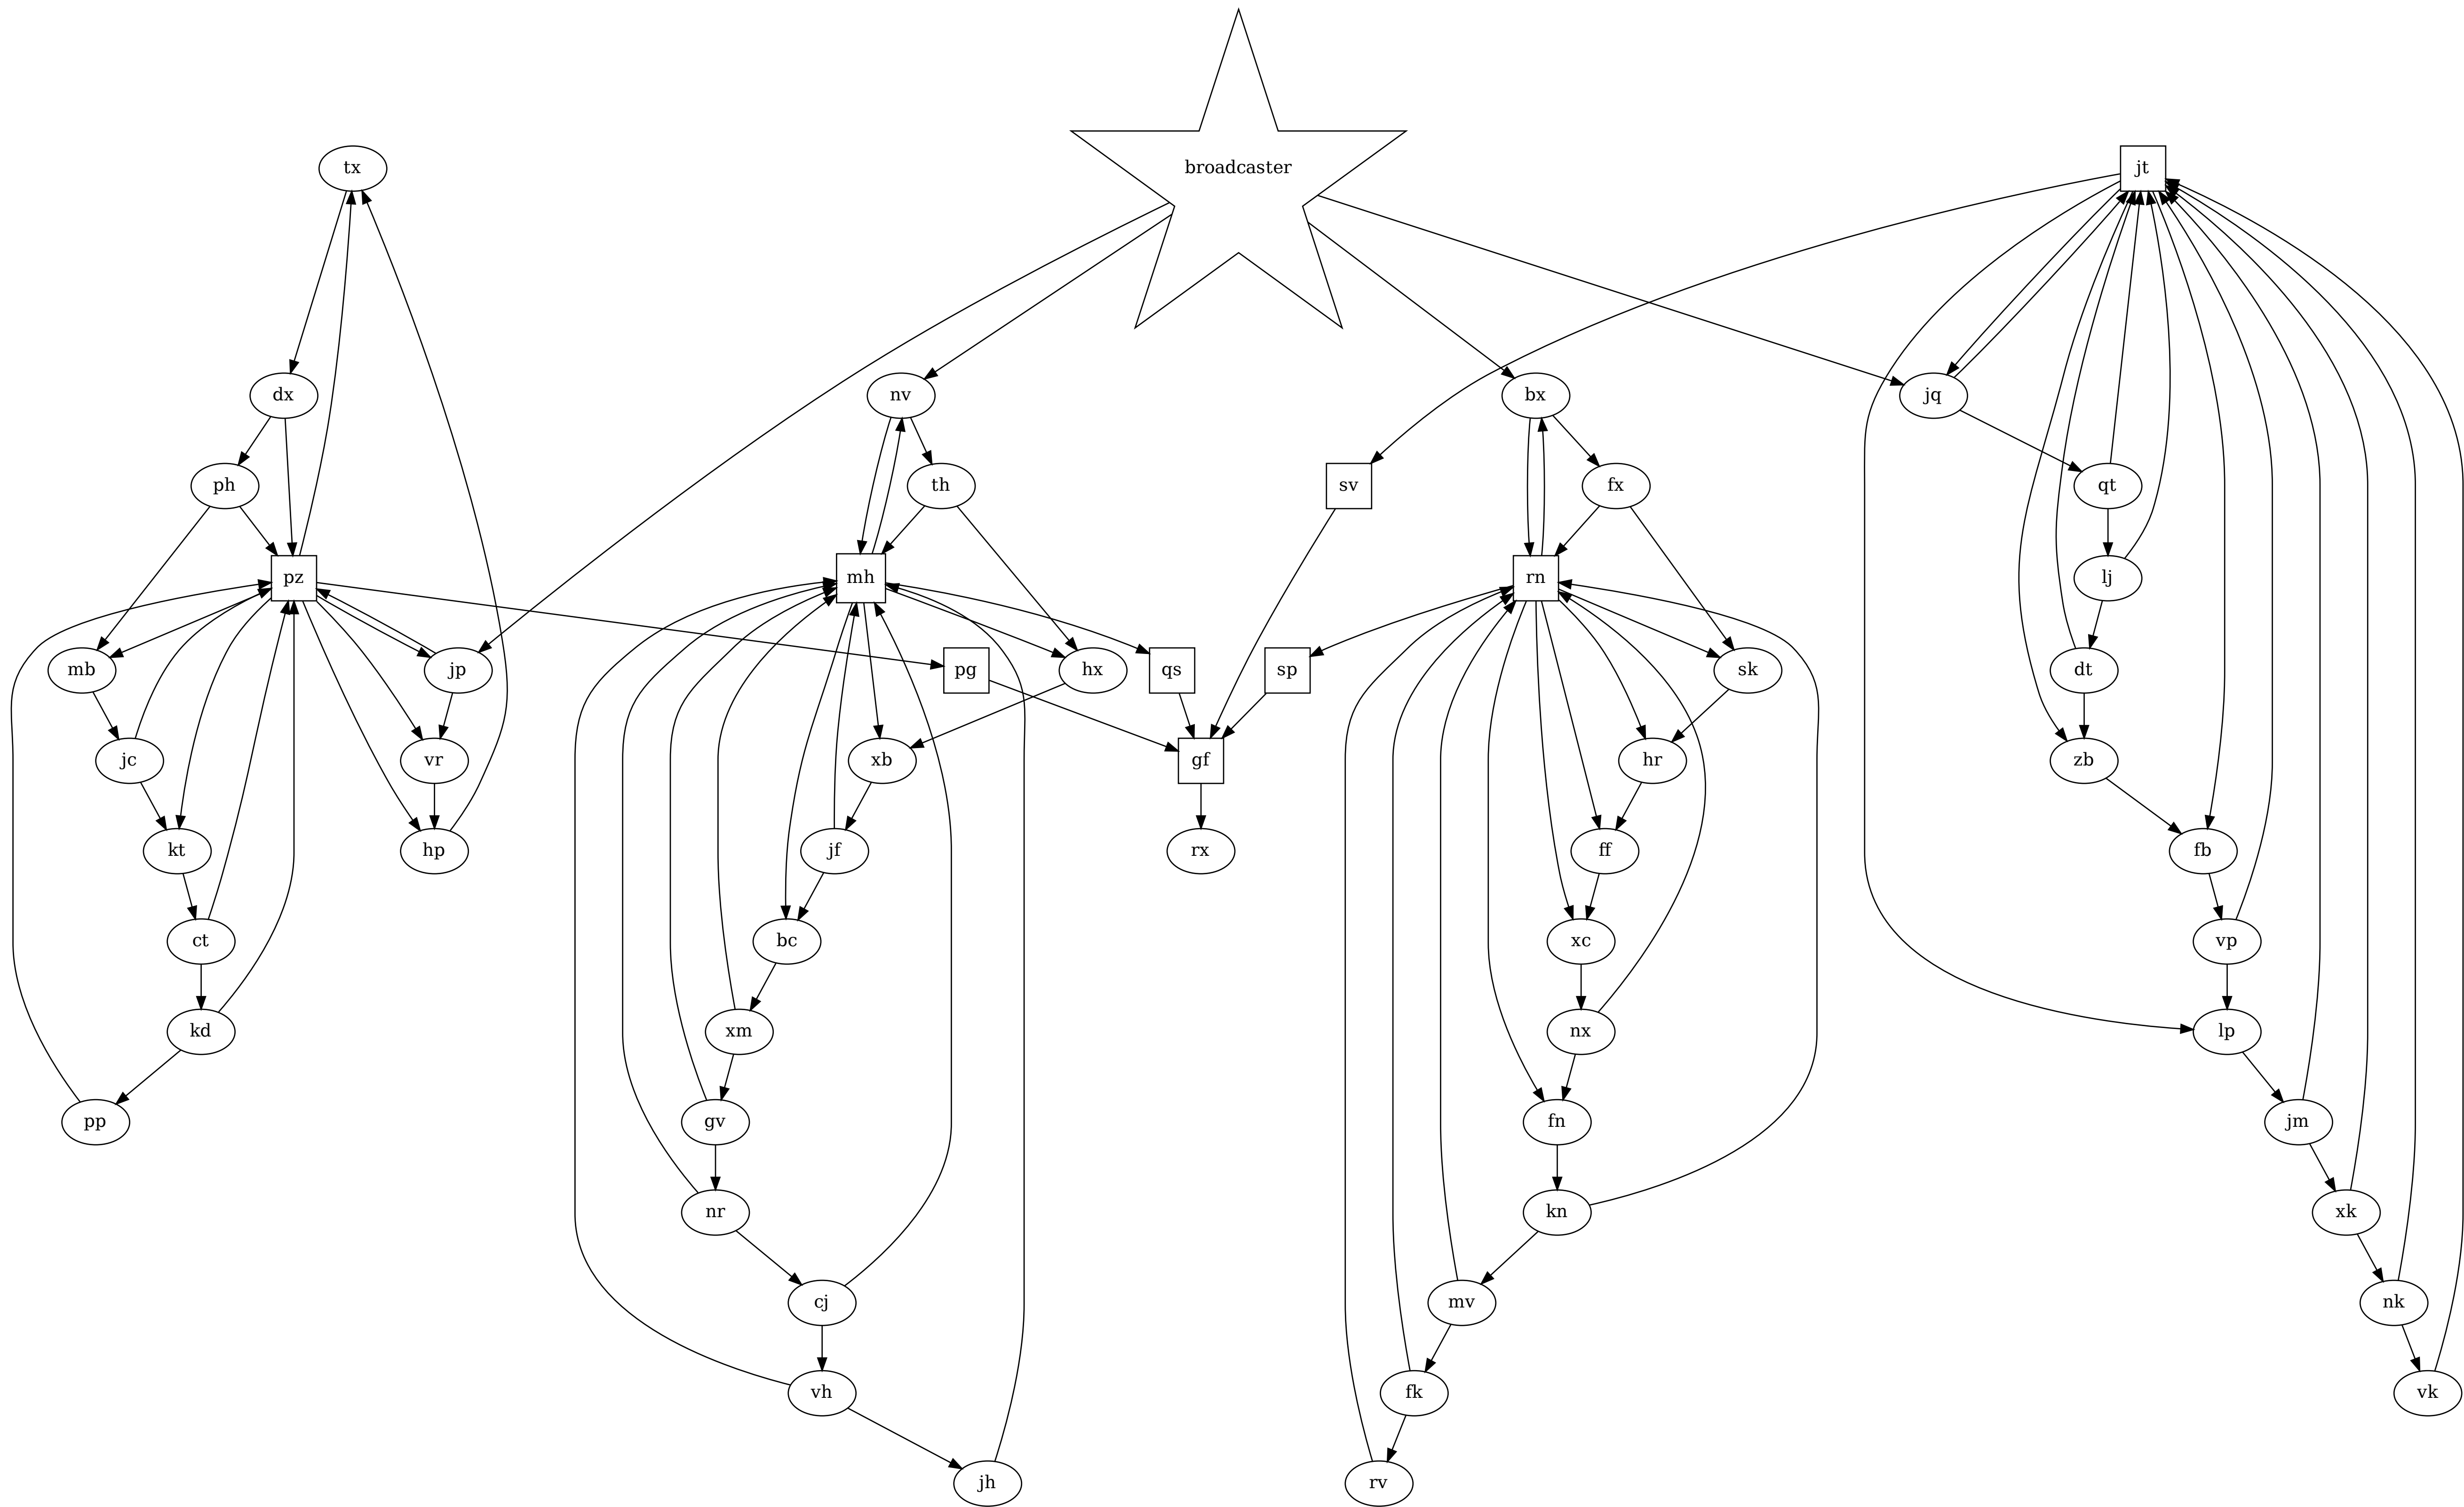 broadcaster
tx
jt
dx
nv
bx
jq
ph
th
sv
fx
qt
pz
mh
rn
lj
mb
jp
pg
hx
qs
sp
sk
dt
jc
vr
xb
gf
hr
zb
kt
hp
jf
rx
ff
fb
ct
bc
xc
vp
kd
xm
nx
lp
pp
gv
fn
jm
nr
kn
xk
cj
mv
nk
vh
fk
vk
jh
rv